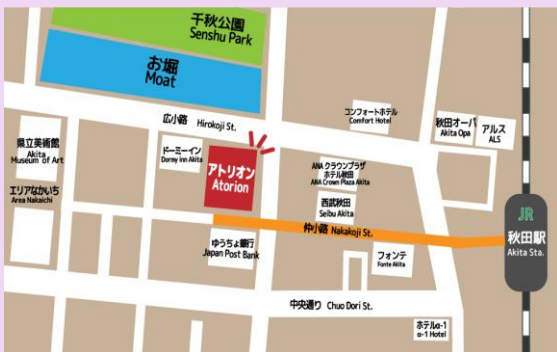 千秋公園
Senshu Park
お堀
Moat
広小路 Hirokoji St.
コンフォートホテル
Comfort Hotel
秋田オーパ
Akita Opa
アルス
ALS
県立美術館
Akita
Museum of Art
ドーミーイン
Dormy inn Akita
アトリオン
Atorion
ANA クラウンプラザ
ホテル秋田
ANA Crown Plaza Akita
エリアなかいち
Area Nakaichi
西武秋田
Seibu Akita
仲小路 Nakakoji St.
JR
秋田駅
Akita Sta.
ゆうちょ銀行
Japan Post Bank
フォンテ
Fonte Akita
中央通り Chuo Dori St.
ホテルα-1
α-1 Hotel